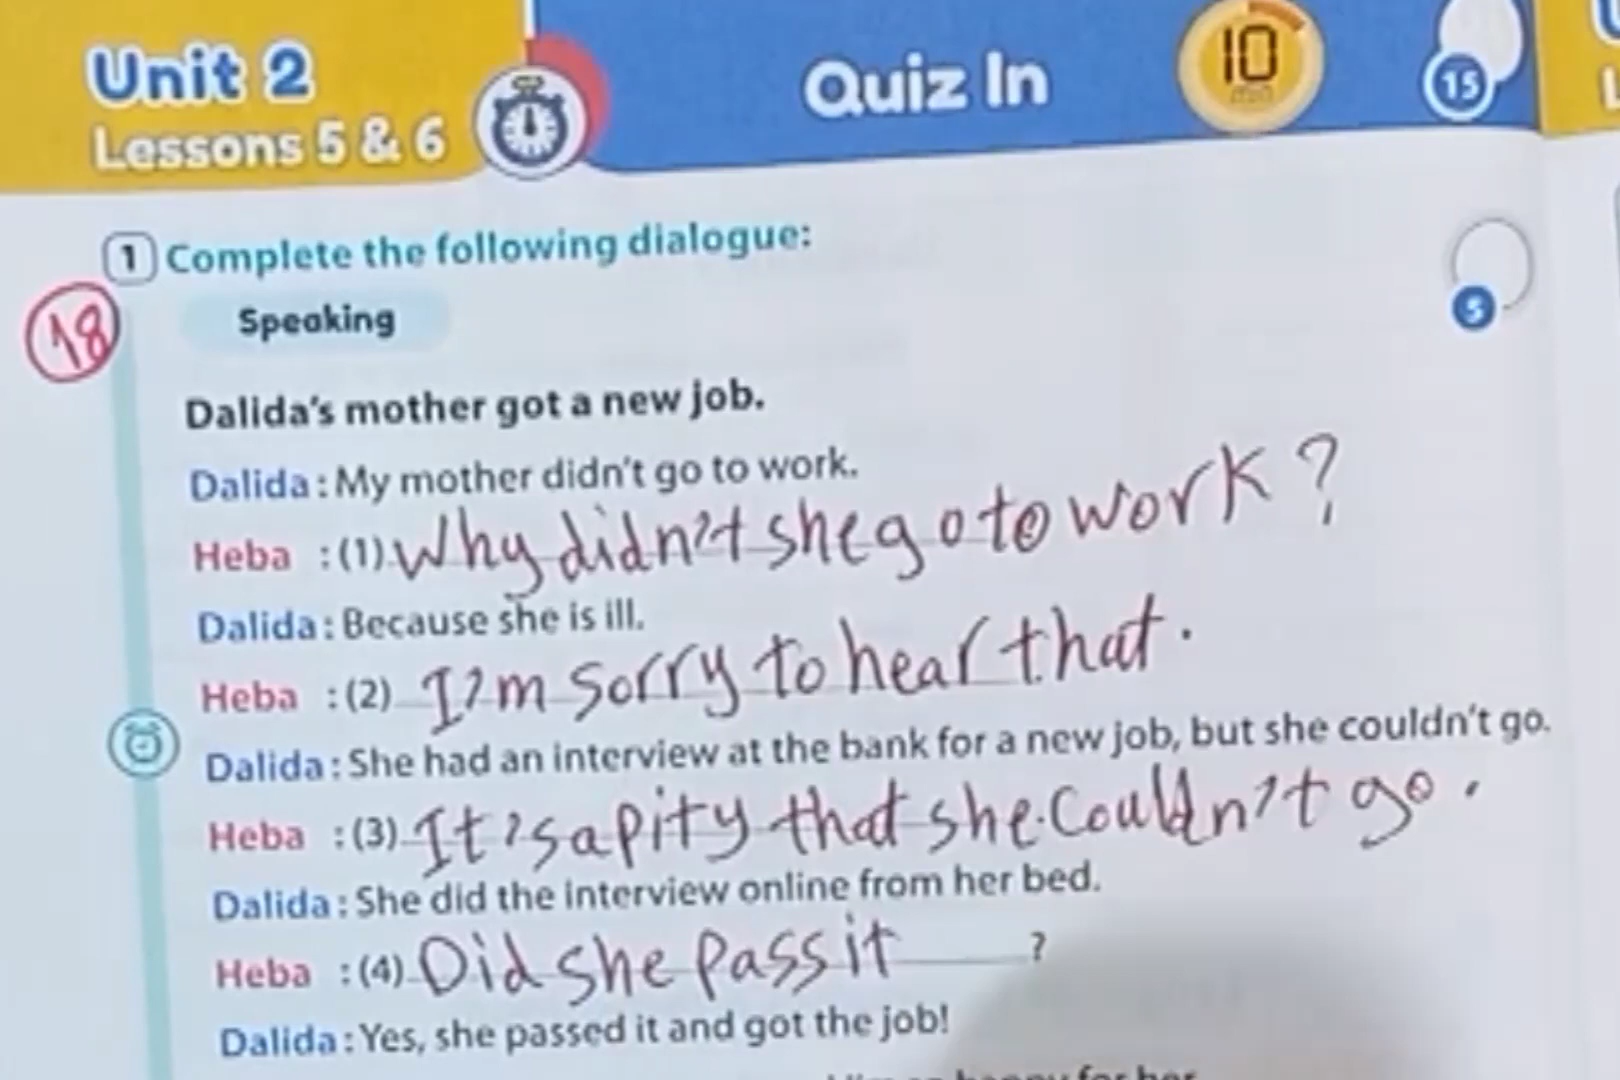 Unit 2
Lessons 5 & 6
Quiz In
10
min
15
1 Complete the following dialogue:
5
18
Speaking
Dalida's mother got a new job.
Dalida : My mother didn't go to work.
Heba : (1) Why didn't she go to work ?
Dalida : Because she is ill.
Heba : (2) I'm sorry to hear that.
Dalida : She had an interview at the bank for a new job, but she couldn't go.
Heba : (3) It's a pity that she couldn't go.
Dalida : She did the interview online from her bed.
Heba : (4) Did she pass it ?
Dalida : Yes, she passed it and got the job!
happy for her